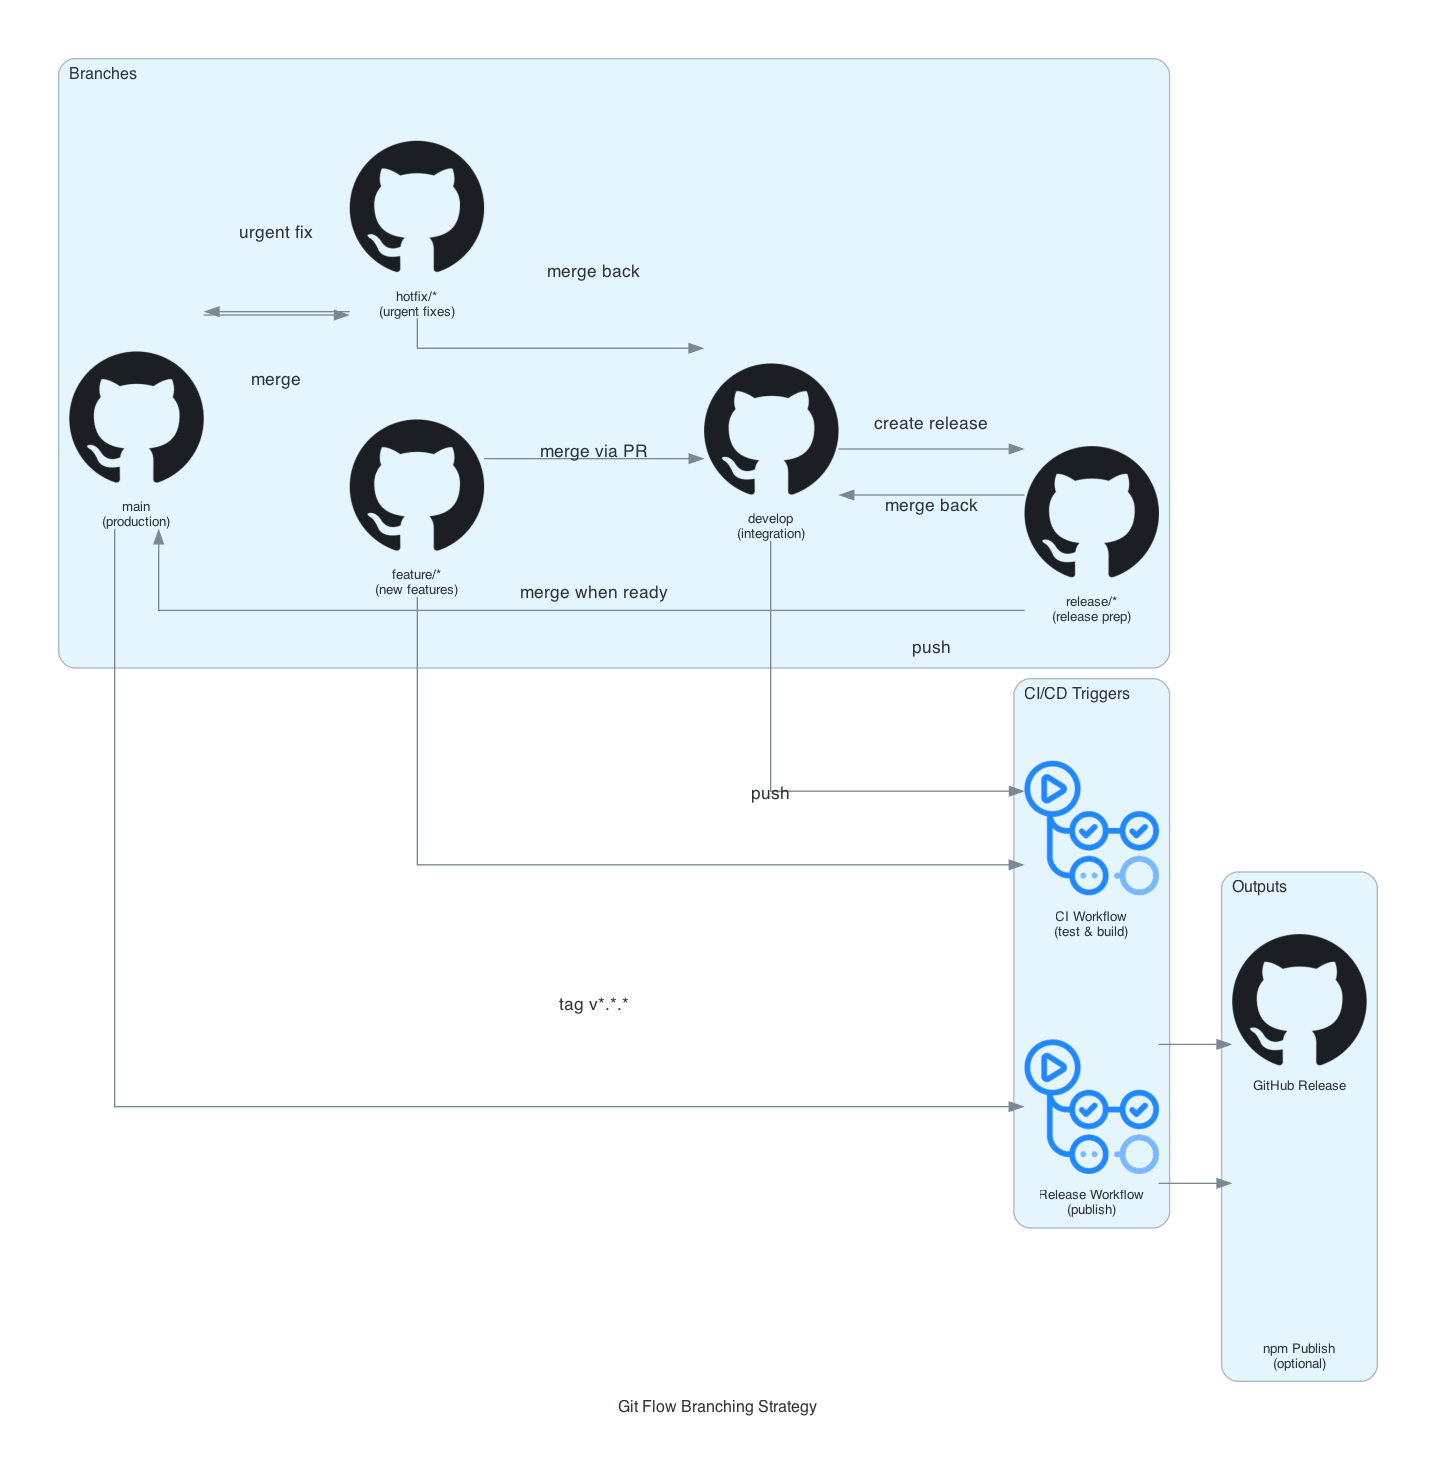 Branches
urgent fix
merge back
hotfix/*
(urgent fixes)
merge
create release
merge via PR
merge back
main
(production)
develop
(integration)
feature/*
(new features)
merge when ready
release/*
(release prep)
push
CI/CD Triggers
push
Outputs
CI Workflow
(test & build)
tag v*.*.*
GitHub Release
Release Workflow
(publish)
npm Publish
(optional)
Git Flow Branching Strategy